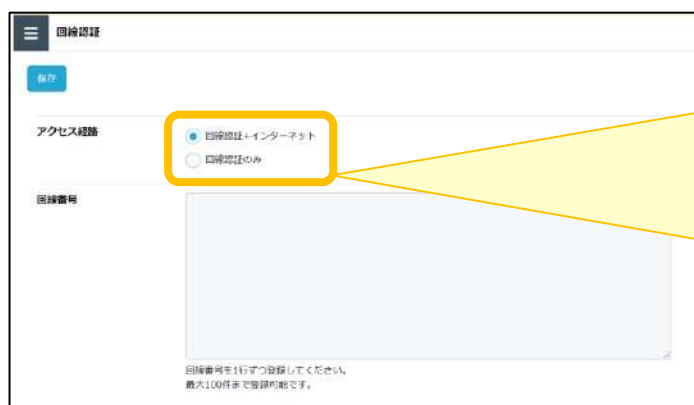 回線認証
保存
アクセス経路
回線認証+インターネット
回線認証のみ
回線番号
回線番号を1行ずつ登録してください。
最大100件まで登録可能です。